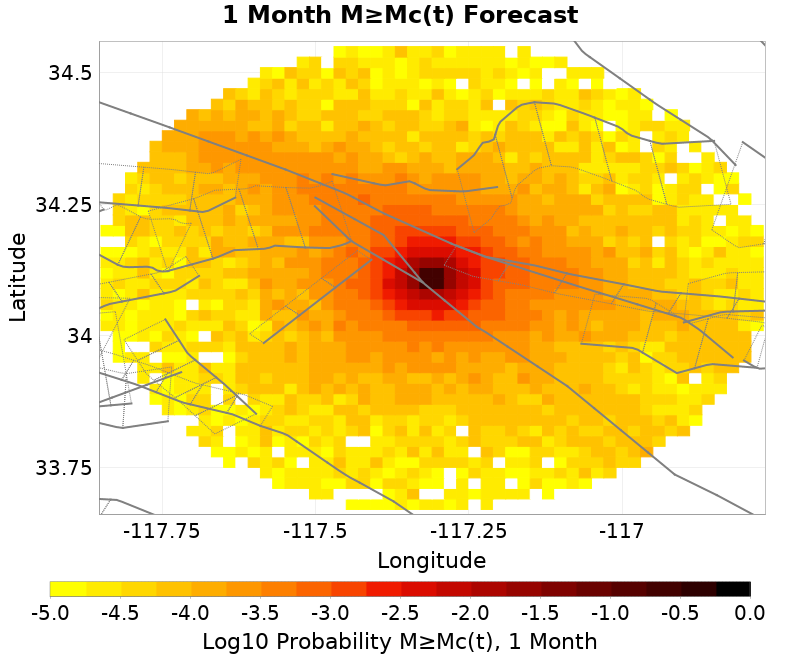 1 Month M≥Mc(t) Forecast
34.5
34.25
34
33.75
Latitude
-117.75 -117.5 -117.25 -117
Longitude
-5.0 -4.5 -4.0 -3.5 -3.0 -2.5 -2.0 -1.5 -1.0 -0.5 0.0
Log10 Probability M≥Mc(t), 1 Month